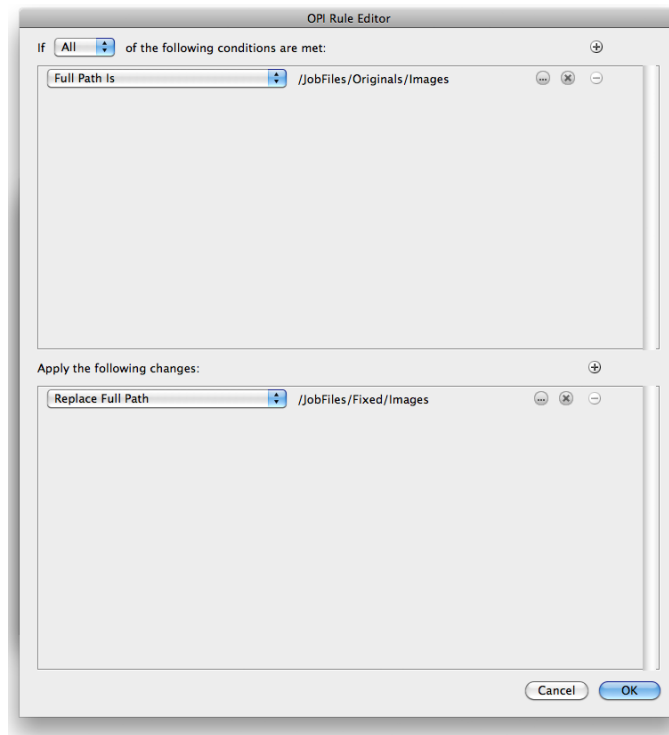 OPI Rule Editor
If All of the following conditions are met:
Full Path Is /JobFiles/Originals/Images
Apply the following changes:
Replace Full Path /JobFiles/Fixed/Images
Cancel OK